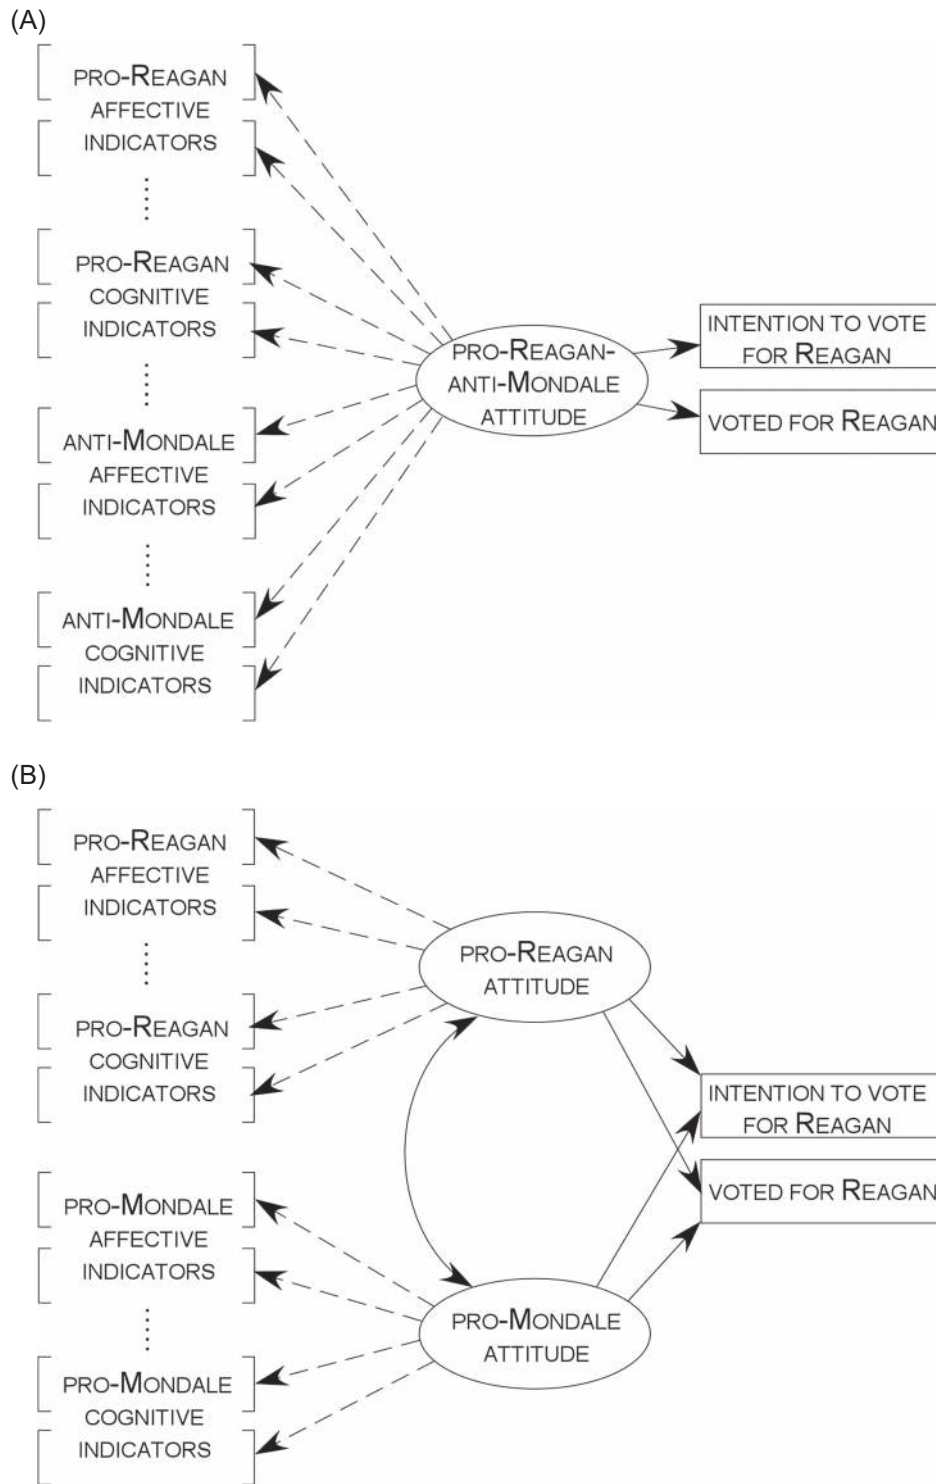 (A)
PRO-REAGAN
AFFECTIVE
INDICATORS
PRO-REAGAN
COGNITIVE
INDICATORS
ANTI-MONDALE
AFFECTIVE
INDICATORS
ANTI-MONDALE
COGNITIVE
INDICATORS
PRO-REAGAN-
ANTI-MONDALE
ATTITUDE
INTENTION TO VOTE
FOR REAGAN
VOTED FOR REAGAN
(B)
PRO-REAGAN
AFFECTIVE
INDICATORS
PRO-REAGAN
COGNITIVE
INDICATORS
PRO-MONDALE
AFFECTIVE
INDICATORS
PRO-MONDALE
COGNITIVE
INDICATORS
PRO-REAGAN
ATTITUDE
PRO-MONDALE
ATTITUDE
INTENTION TO VOTE
FOR REAGAN
VOTED FOR REAGAN